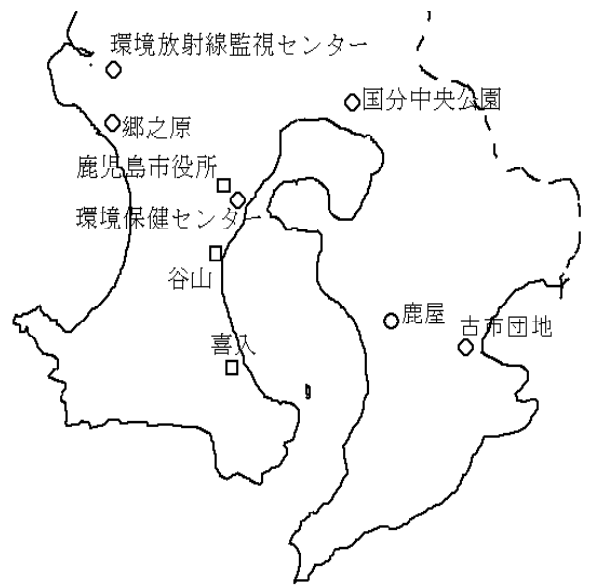 環境放射線監視センター
国分中央公園
郷之原
鹿児島市役所
環境保健センター
谷山
鹿屋
古市団地
喜入